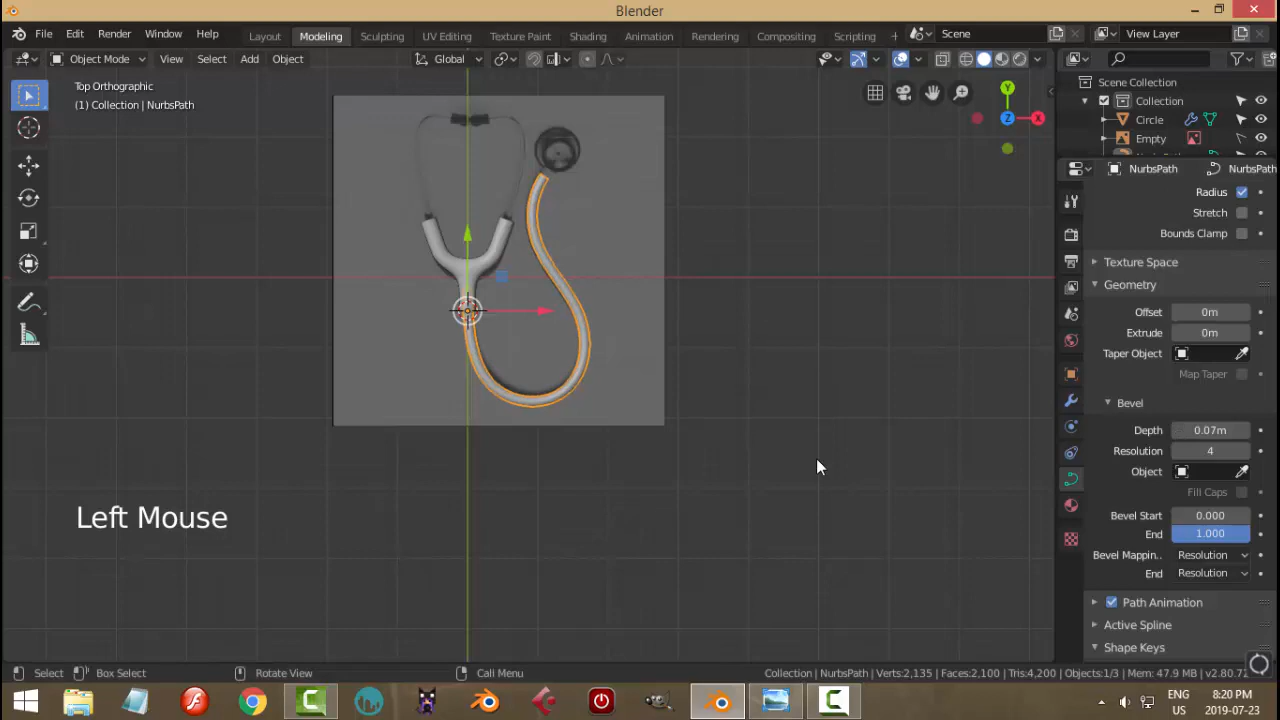 Blender
File Edit Render Window Help Layout Modeling Sculpting UV Editing Texture Paint Shading Animation Rendering Compositing Scripting + Scene View Layer
Object Mode View Select Add Object Global
Top Orthographic
(1) Collection | NurbsPath
Y
Z
X
Left Mouse
Scene Collection
Collection
Circle
Empty
NurbsPath NurbsPath
Radius
Stretch
Bounds Clamp
Texture Space
Geometry
Offset 0m
Extrude 0m
Taper Object
Map Taper
Bevel
Depth 0.07m
Resolution 4
Object
Fill Caps
Bevel Start 0.000
End 1.000
Bevel Mappin.. Resolution
End Resolution
Path Animation
Active Spline
Shape Keys
Select Box Select Rotate View Call Menu Collection | NurbsPath | Verts:2,135 | Faces:2,100 | Tris:4,200 | Objects:1/3 | Mem: 47.9 MB | v2.80.71
ENG 8:20 PM
US 2019-07-23